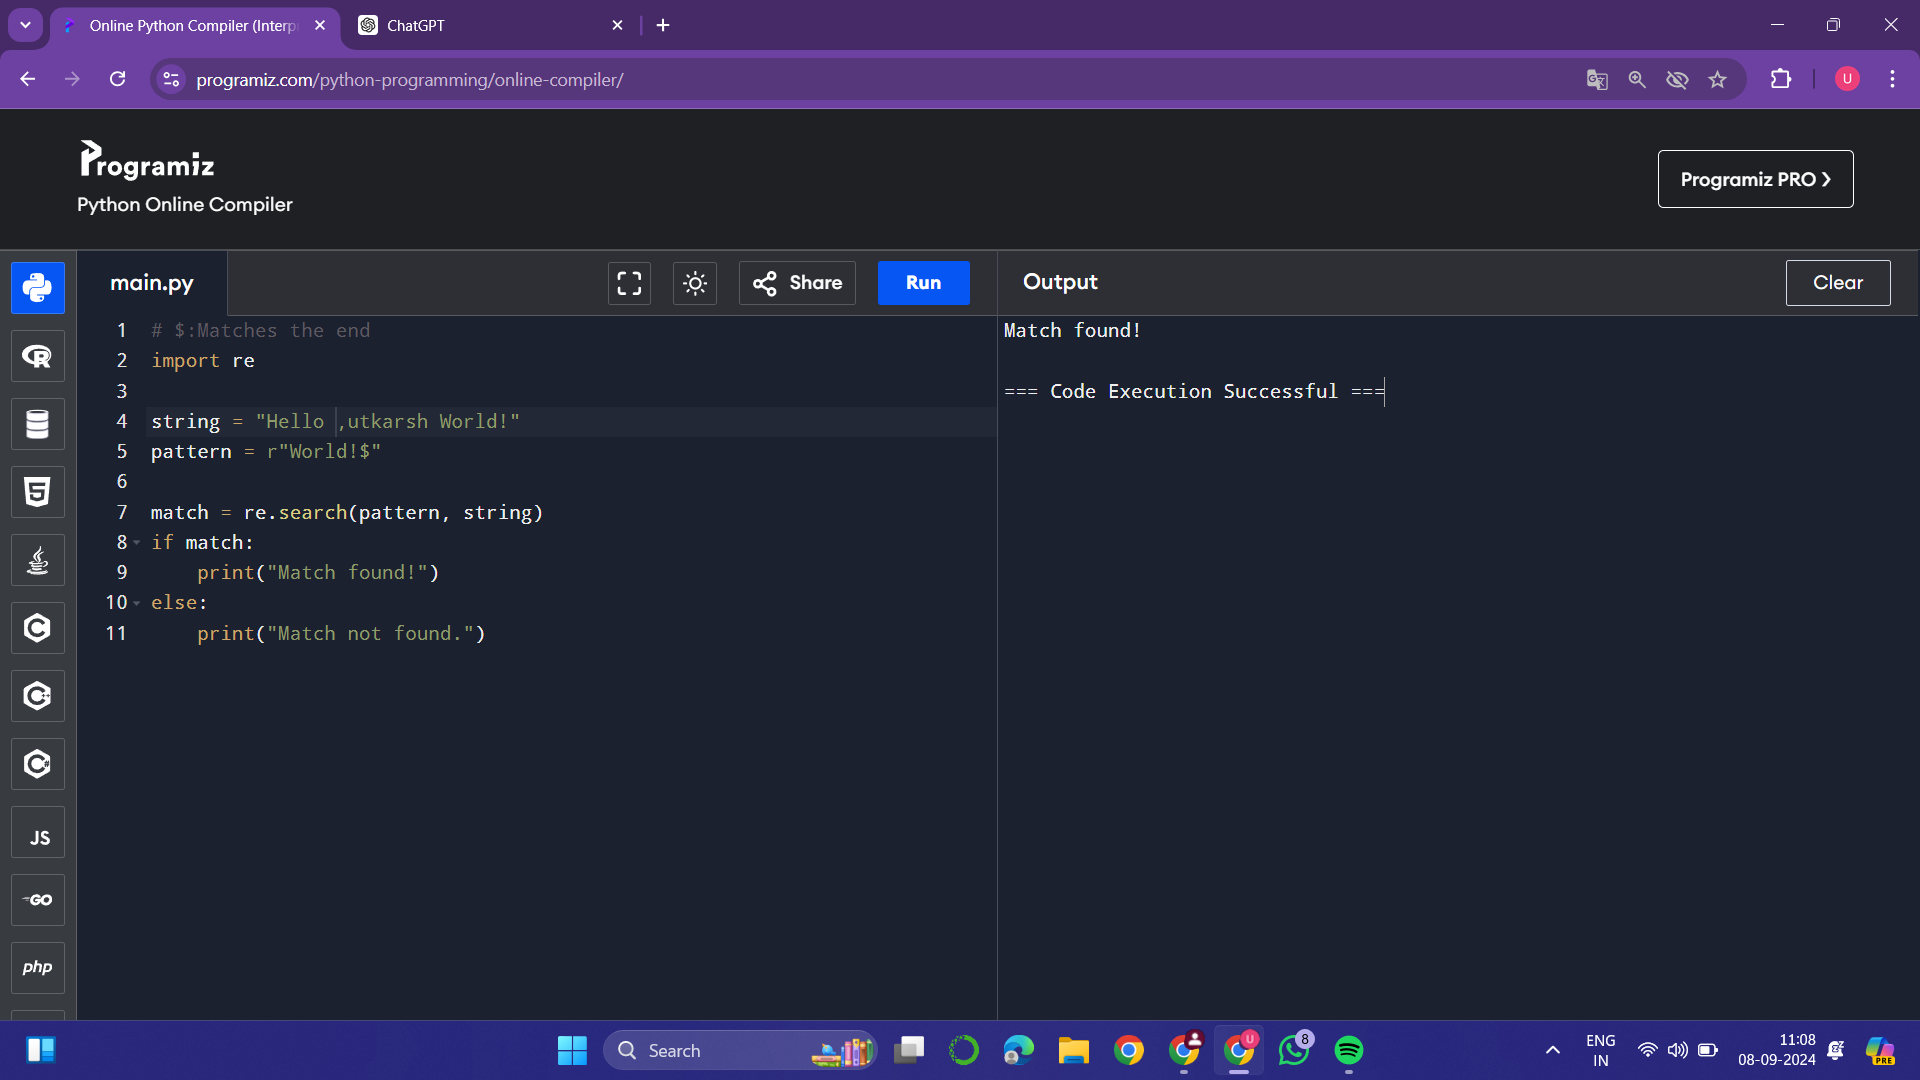 Online Python Compiler (Interp
ChatGPT
programiz.com/python-programming/online-compiler/
U
Programiz
Python Online Compiler
Programiz PRO ❯
main.py
Share
Run
Output
Clear
1 # $:Matches the end
2 import re
3
4 string = "Hello ,utkarsh World!"
5 pattern = r"World!$"
6
7 match = re.search(pattern, string)
8 if match:
9     print("Match found!")
10 else:
11     print("Match not found.")
Match found!
=== Code Execution Successful ===
R
5
C
C++
C#
JS
GO
php
Search
U
8
ENG
IN
11:08
08-09-2024
PRE